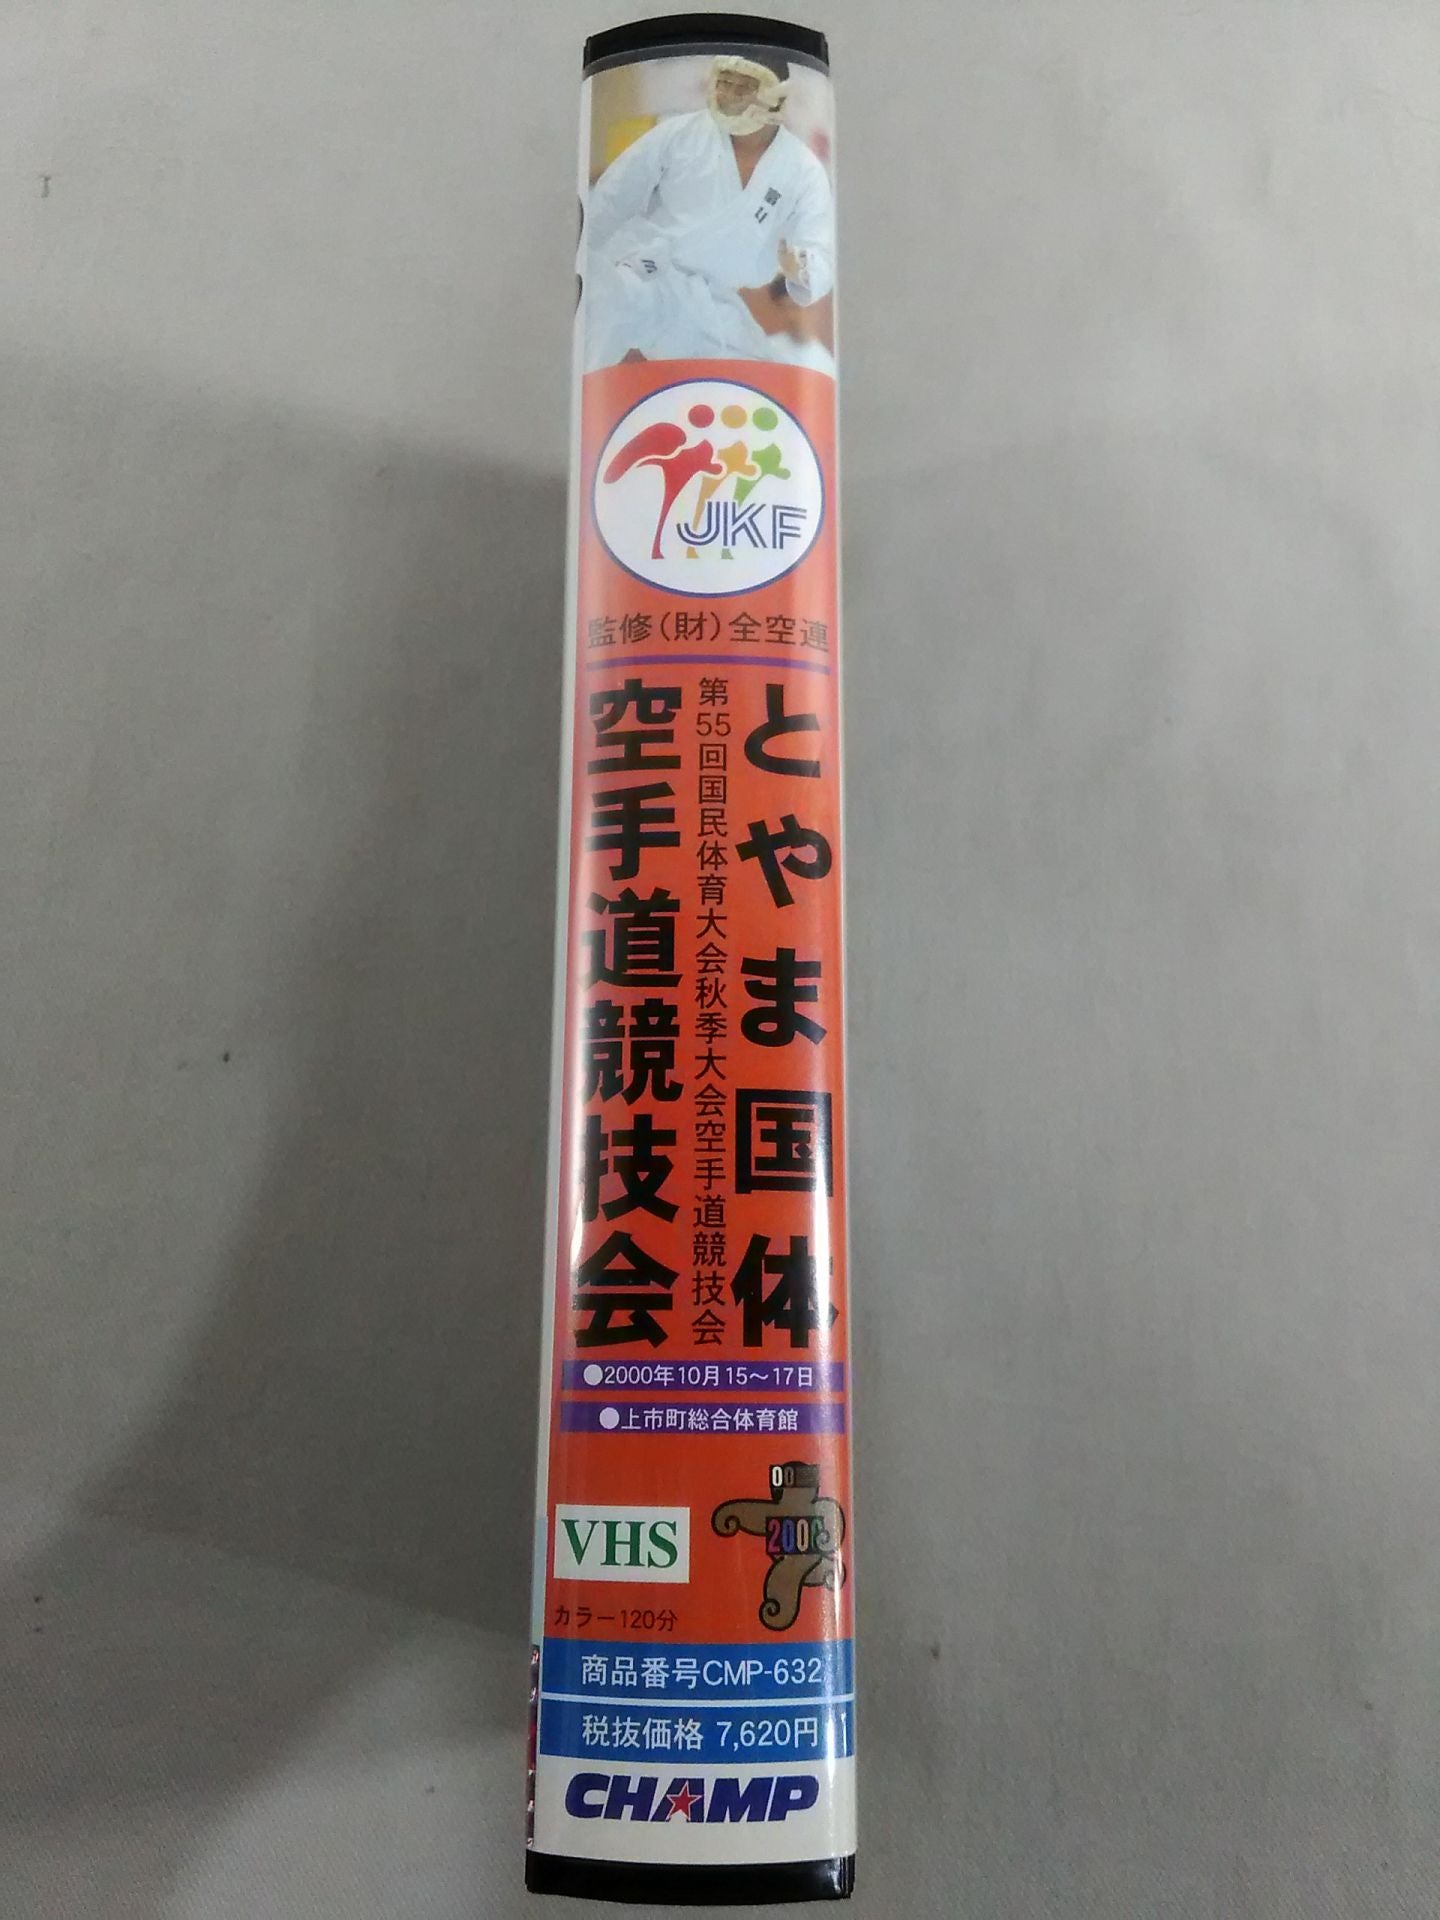 富山
JKF
監修(財)全空連
とやま国体
第55回国民体育大会秋季大会空手道競技会
空手道競技会
●2000年10月15～17日
●上市町総合体育館
2000
VHS
カラー120分
商品番号CMP-632
税抜価格 7,620円
CHAMP